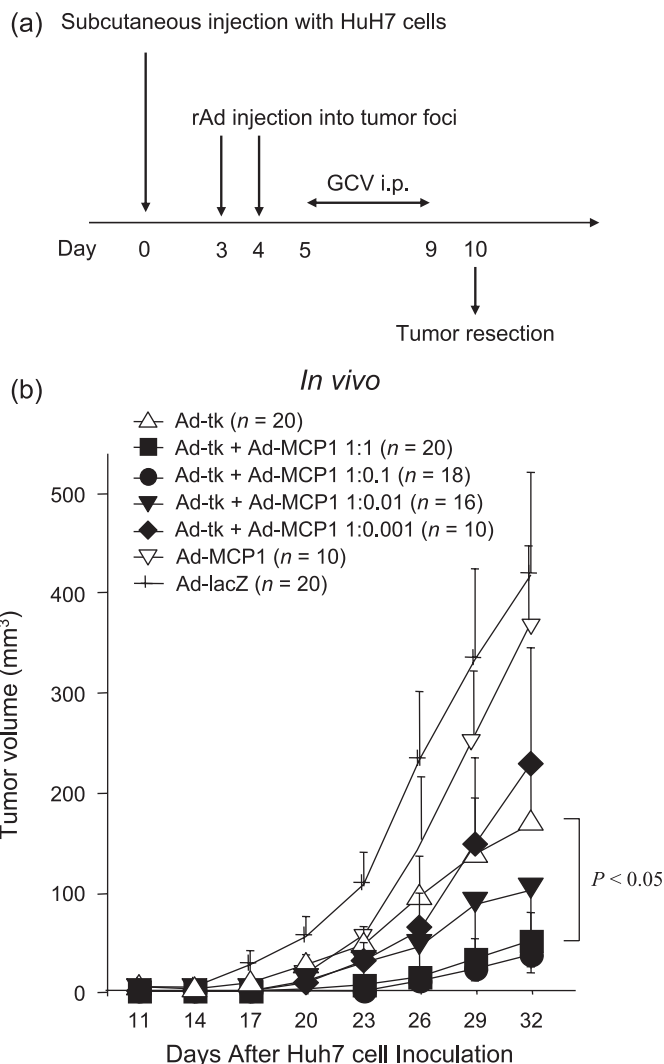 (a) Subcutaneous injection with HuH7 cells
rAd injection into tumor foci
GCV i.p.
Day 0 3 4 5 9 10
Tumor resection
(b) In vivo
Ad-tk (n = 20)
Ad-tk + Ad-MCP1 1:1 (n = 20)
Ad-tk + Ad-MCP1 1:0.1 (n = 18)
Ad-tk + Ad-MCP1 1:0.01 (n = 16)
Ad-tk + Ad-MCP1 1:0.001 (n = 10)
Ad-MCP1 (n = 10)
Ad-lacZ (n = 20)
Tumor volume (mm³)
500
400
300
200
100
0
P < 0.05
11 14 17 20 23 26 29 32
Days After Huh7 cell Inoculation